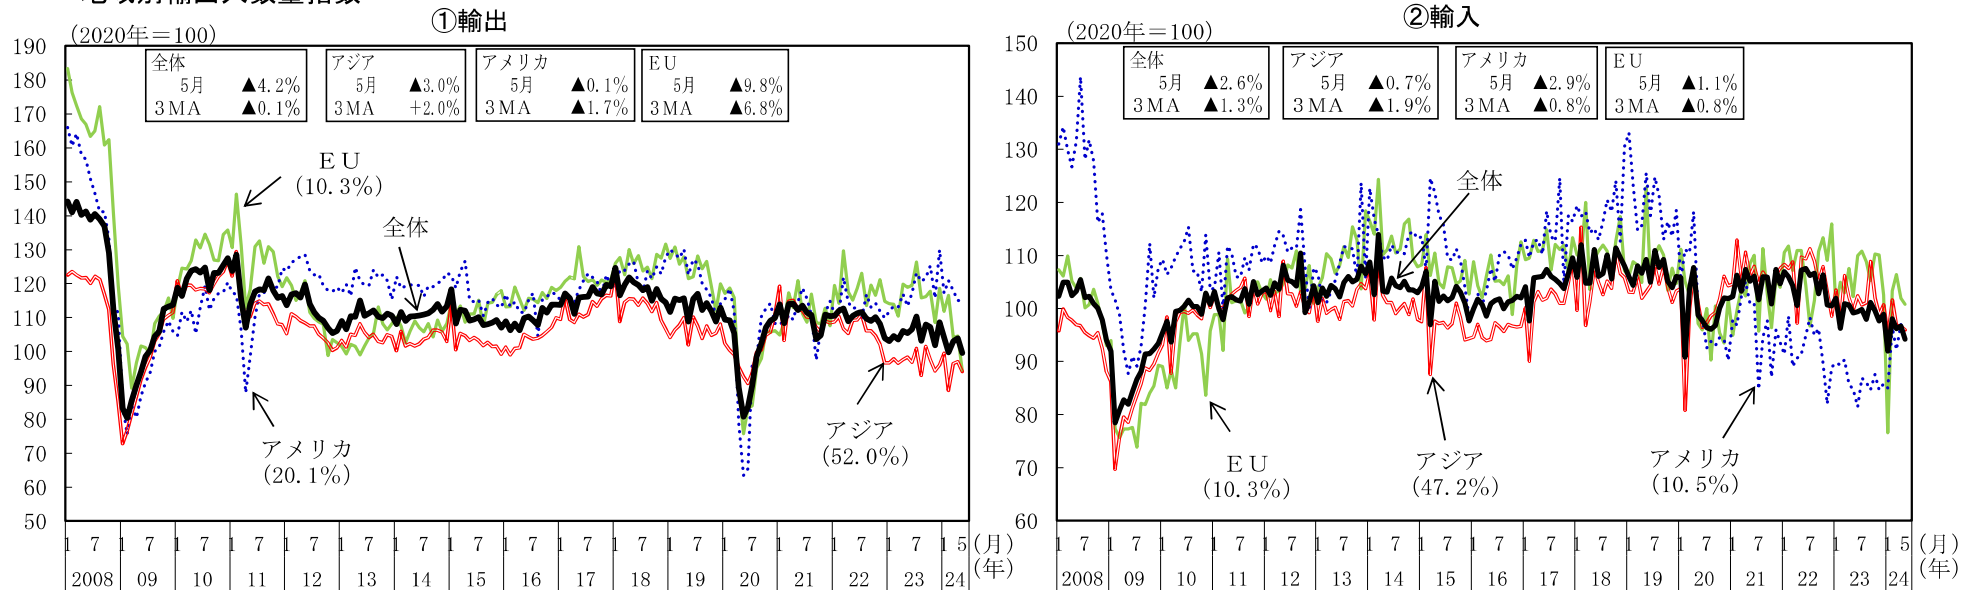 地域別輸出入数量指数
①輸出
(2020年＝100)
全体
5月 ▲4.2%
3MA ▲0.1%
アジア
5月 ▲3.0%
3MA +2.0%
アメリカ
5月 ▲0.1%
3MA ▲1.7%
ＥＵ
5月 ▲9.8%
3MA ▲6.8%
190
180
170
160
150
140
130
120
110
100
90
80
70
60
50
ＥＵ
(10.3%)
全体
アメリカ
(20.1%)
アジア
(52.0%)
1 7 1 7 1 7 1 7 1 7 1 7 1 7 1 7 1 7 1 7 1 7 1 7 1 7 1 7 1 7 1 7 1 5 (月)
2008 09 10 11 12 13 14 15 16 17 18 19 20 21 22 23 24 (年)
②輸入
(2020年＝100)
全体
5月 ▲2.6%
3MA ▲1.3%
アジア
5月 ▲0.7%
3MA ▲1.9%
アメリカ
5月 ▲2.9%
3MA ▲0.8%
ＥＵ
5月 ▲1.1%
3MA ▲0.8%
150
140
130
120
110
100
90
80
70
60
全体
ＥＵ
(10.3%)
アジア
(47.2%)
アメリカ
(10.5%)
1 7 1 7 1 7 1 7 1 7 1 7 1 7 1 7 1 7 1 7 1 7 1 7 1 7 1 7 1 7 1 7 1 5 (月)
2008 09 10 11 12 13 14 15 16 17 18 19 20 21 22 23 24 (年)